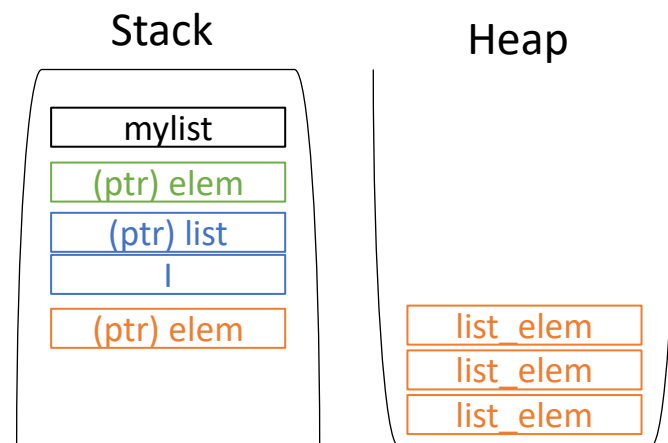 Stack
Heap
mylist
(ptr) elem
(ptr) list
l
(ptr) elem
list_elem
list_elem
list_elem